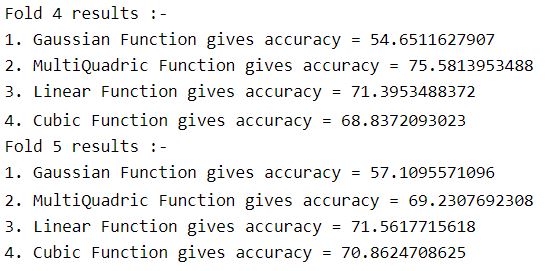 Fold 4 results :-
1. Gaussian Function gives accuracy = 54.6511627907
2. MultiQuadric Function gives accuracy = 75.5813953488
3. Linear Function gives accuracy = 71.3953488372
4. Cubic Function gives accuracy = 68.8372093023
Fold 5 results :-
1. Gaussian Function gives accuracy = 57.1095571096
2. MultiQuadric Function gives accuracy = 69.2307692308
3. Linear Function gives accuracy = 71.5617715618
4. Cubic Function gives accuracy = 70.8624708625